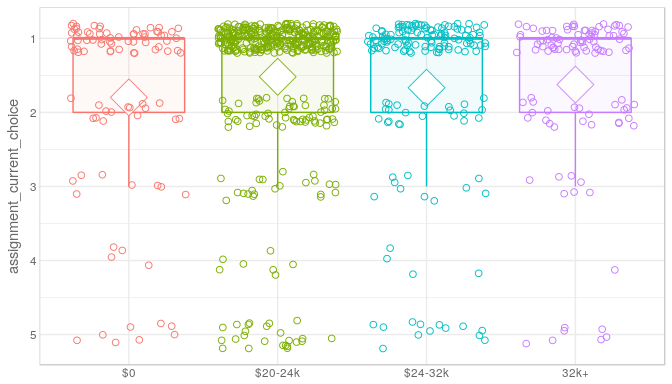 assignment_current_choice
1
2
3
4
5
$0
$20-24k
$24-32k
32k+